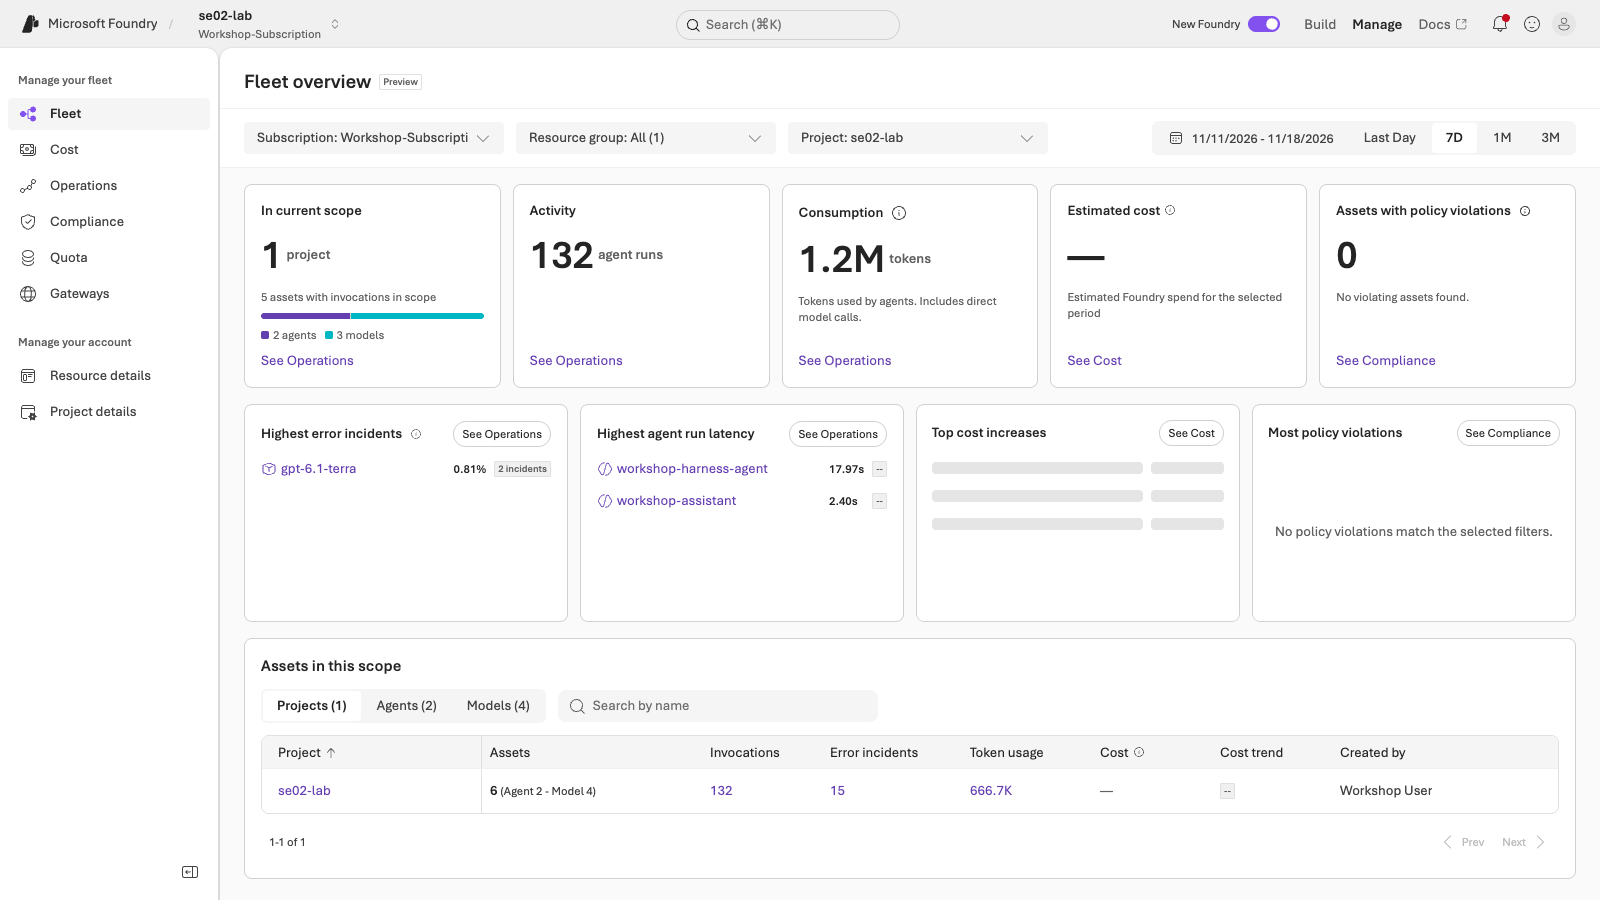 Microsoft Foundry / se02-lab
Workshop-Subscription
Search (⌘K)
New Foundry
Build
Manage
Docs
Manage your fleet
Fleet
Cost
Operations
Compliance
Quota
Gateways
Manage your account
Resource details
Project details
Fleet overview Preview
Subscription: Workshop-Subscripti
Resource group: All (1)
Project: se02-lab
11/11/2026 - 11/18/2026
Last Day
7D
1M
3M
In current scope
1 project
5 assets with invocations in scope
2 agents 3 models
See Operations
Activity
132 agent runs
See Operations
Consumption
1.2M tokens
Tokens used by agents. Includes direct
model calls.
See Operations
Estimated cost
—
Estimated Foundry spend for the selected
period
See Cost
Assets with policy violations
0
No violating assets found.
See Compliance
Highest error incidents
See Operations
gpt-6.1-terra 0.81% 2 incidents
Highest agent run latency
See Operations
workshop-harness-agent 17.97s --
workshop-assistant 2.40s --
Top cost increases
See Cost
Most policy violations
See Compliance
No policy violations match the selected filters.
Assets in this scope
Projects (1)
Agents (2)
Models (4)
Search by name
Project Assets Invocations Error incidents Token usage Cost Cost trend Created by
se02-lab 6 (Agent 2 - Model 4) 132 15 666.7K — -- Workshop User
1-1 of 1
Prev Next